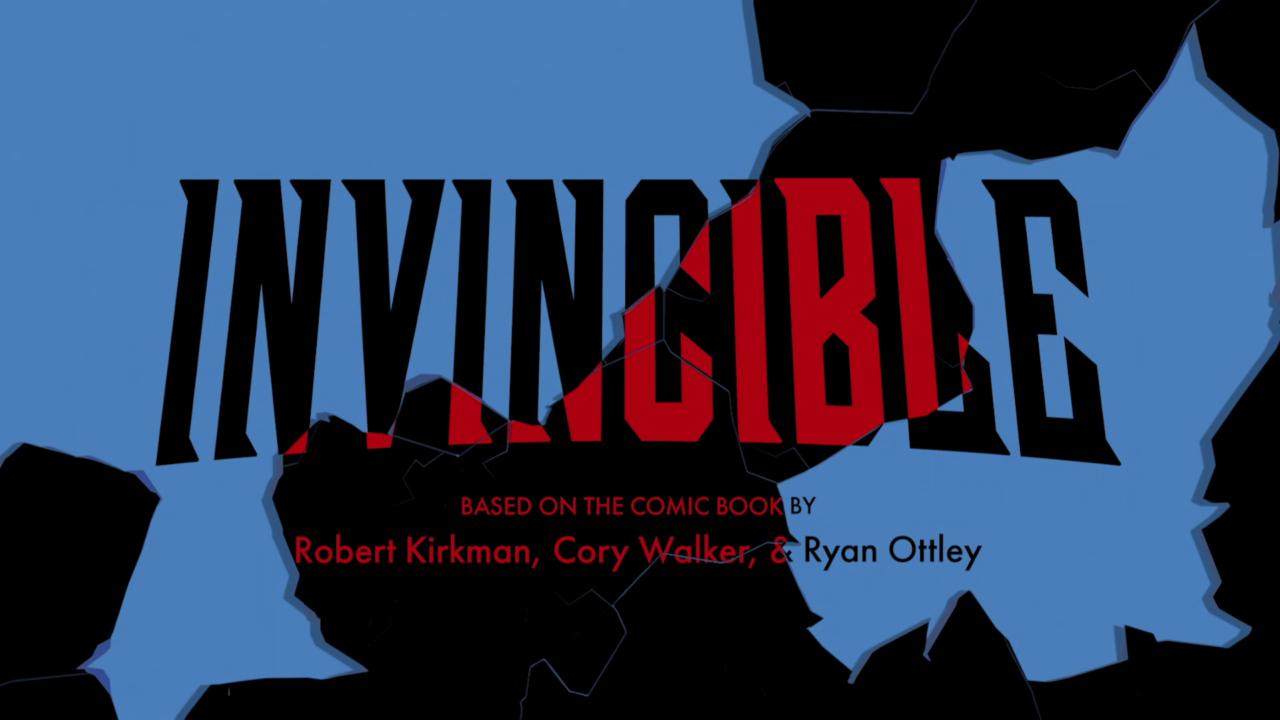 INVINCIBLE
BASED ON THE COMIC BOOK BY
Robert Kirkman, Cory Walker, & Ryan Ottley